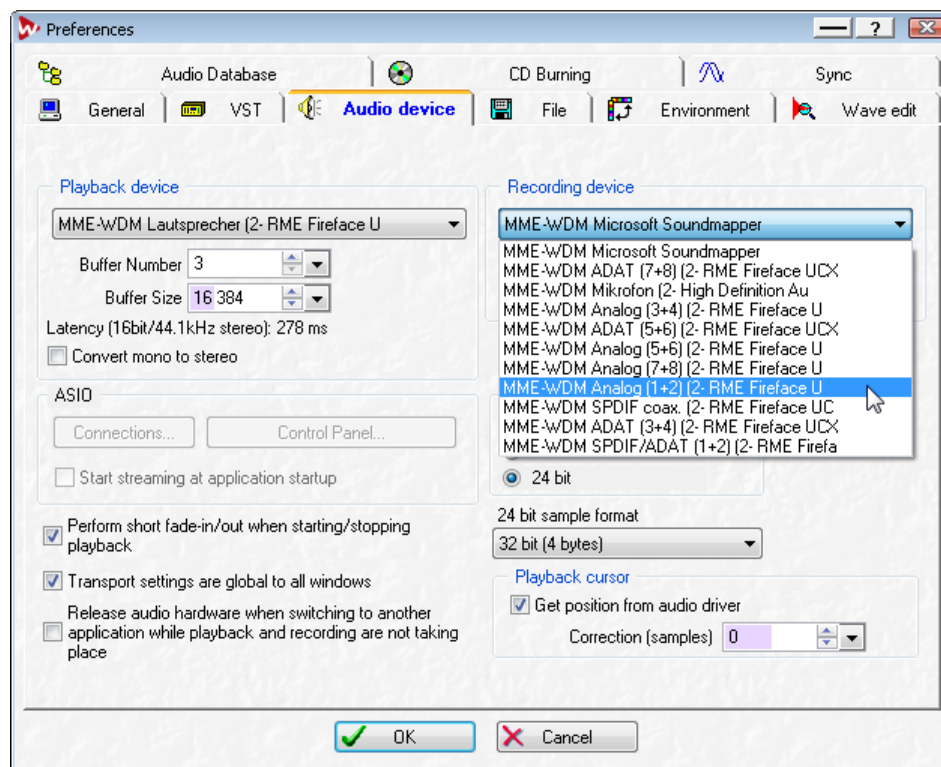 Preferences
?
Audio Database
CD Burning
Sync
General
VST
Audio device
File
Environment
Wave edit
Playback device
MME-WDM Lautsprecher (2- RME Fireface U
Buffer Number 3
Buffer Size 16 384
Latency (16bit/44.1kHz stereo): 278 ms
Convert mono to stereo
ASIO
Connections...
Control Panel...
Start streaming at application startup
Perform short fade-in/out when starting/stopping
playback
Transport settings are global to all windows
Release audio hardware when switching to another
application while playback and recording are not taking
place
Recording device
MME-WDM Microsoft Soundmapper
MME-WDM Microsoft Soundmapper
MME-WDM ADAT (7+8) (2- RME Fireface UCX
MME-WDM Mikrofon (2- High Definition Au
MME-WDM Analog (3+4) (2- RME Fireface U
MME-WDM ADAT (5+6) (2- RME Fireface UCX
MME-WDM Analog (5+6) (2- RME Fireface U
MME-WDM Analog (7+8) (2- RME Fireface U
MME-WDM Analog (1+2) (2- RME Fireface U
MME-WDM SPDIF coax. (2- RME Fireface UC
MME-WDM ADAT (3+4) (2- RME Fireface UCX
MME-WDM SPDIF/ADAT (1+2) (2- RME Firefa
24 bit
24 bit sample format
32 bit (4 bytes)
Playback cursor
Get position from audio driver
Correction (samples) 0
OK
Cancel